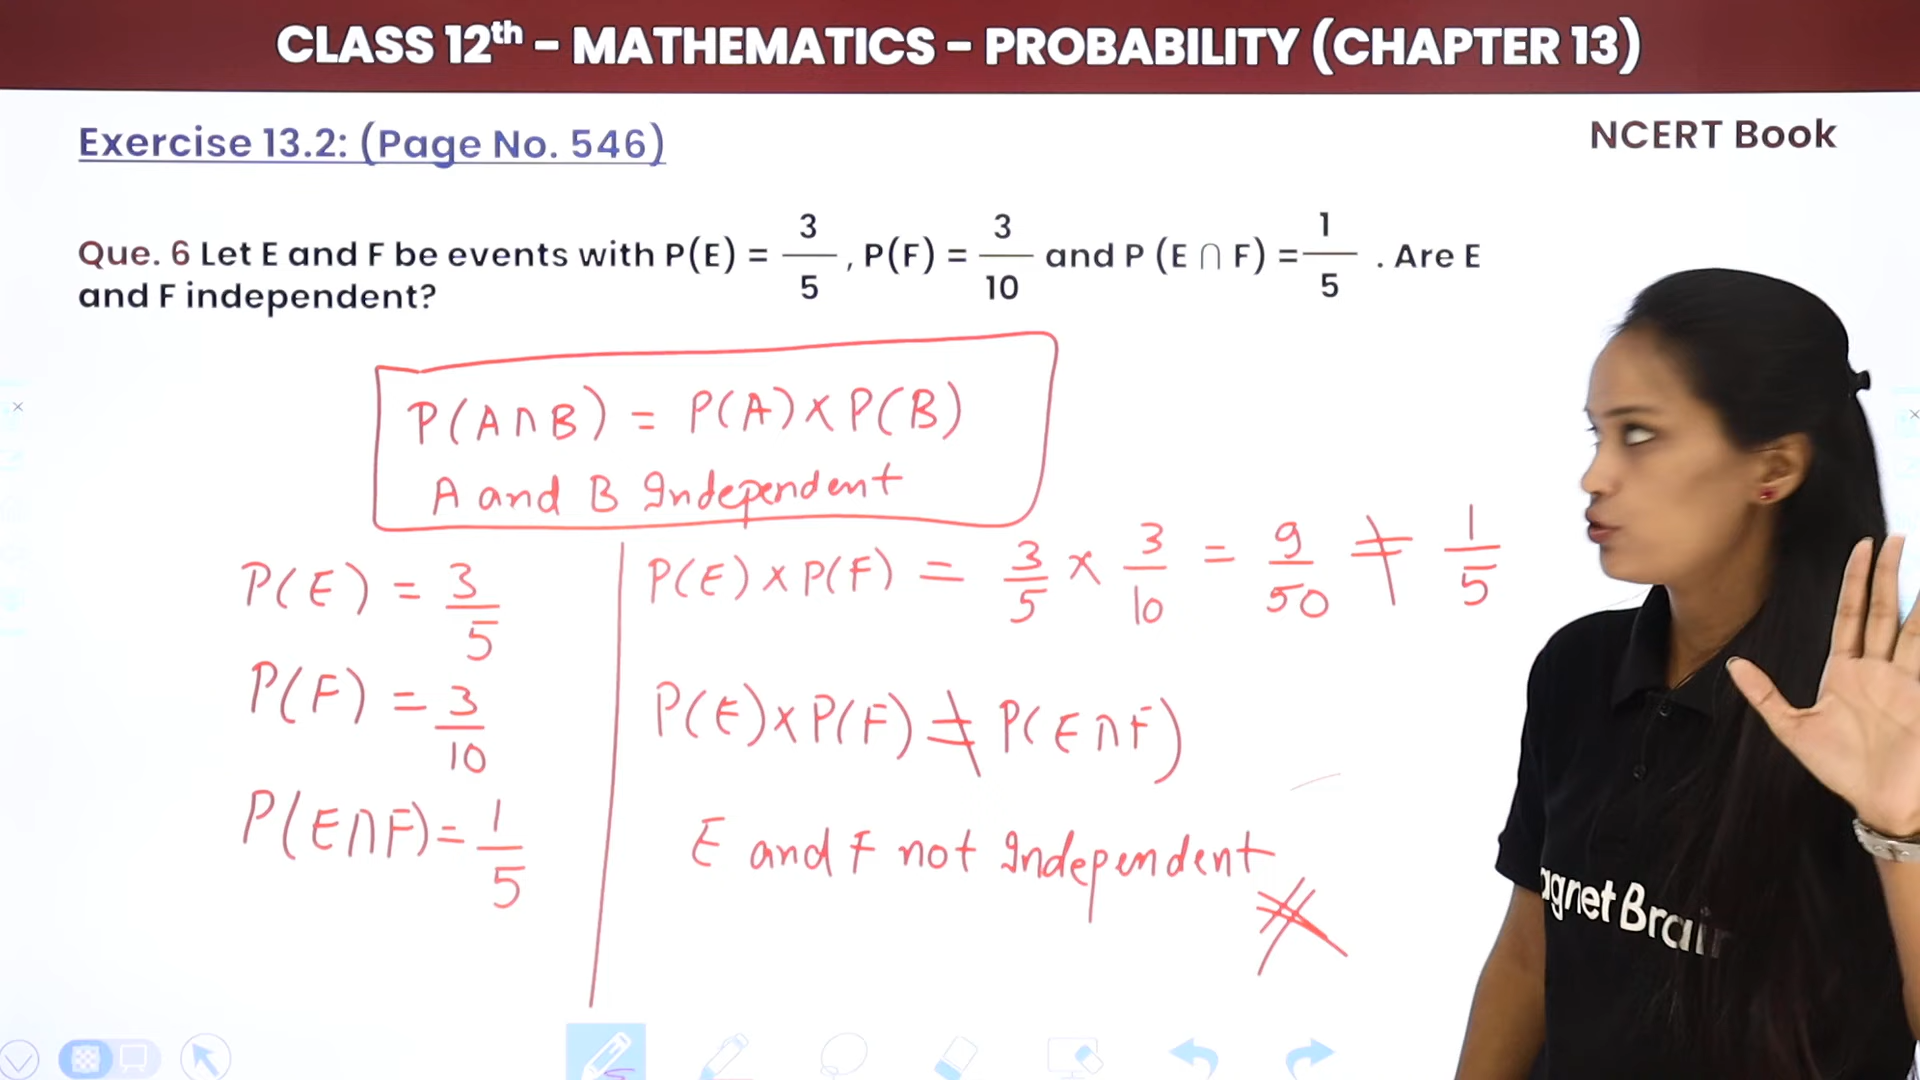 CLASS 12th - MATHEMATICS - PROBABILITY (CHAPTER 13)
Exercise 13.2: (Page No. 546)
NCERT Book
Que. 6 Let E and F be events with P(E) = 3/5, P(F) = 3/10 and P (E ∩ F) = 1/5. Are E
and F independent?
P(A∩B) = P(A) × P(B)
A and B Independent
P(E) = 3/5
P(F) = 3/10
P(E∩F) = 1/5
P(E) × P(F) = 3/5 × 3/10 = 9/50 ≠ 1/5
P(E) × P(F) ≠ P(E∩F)
E and F not Independent
agnet Brain